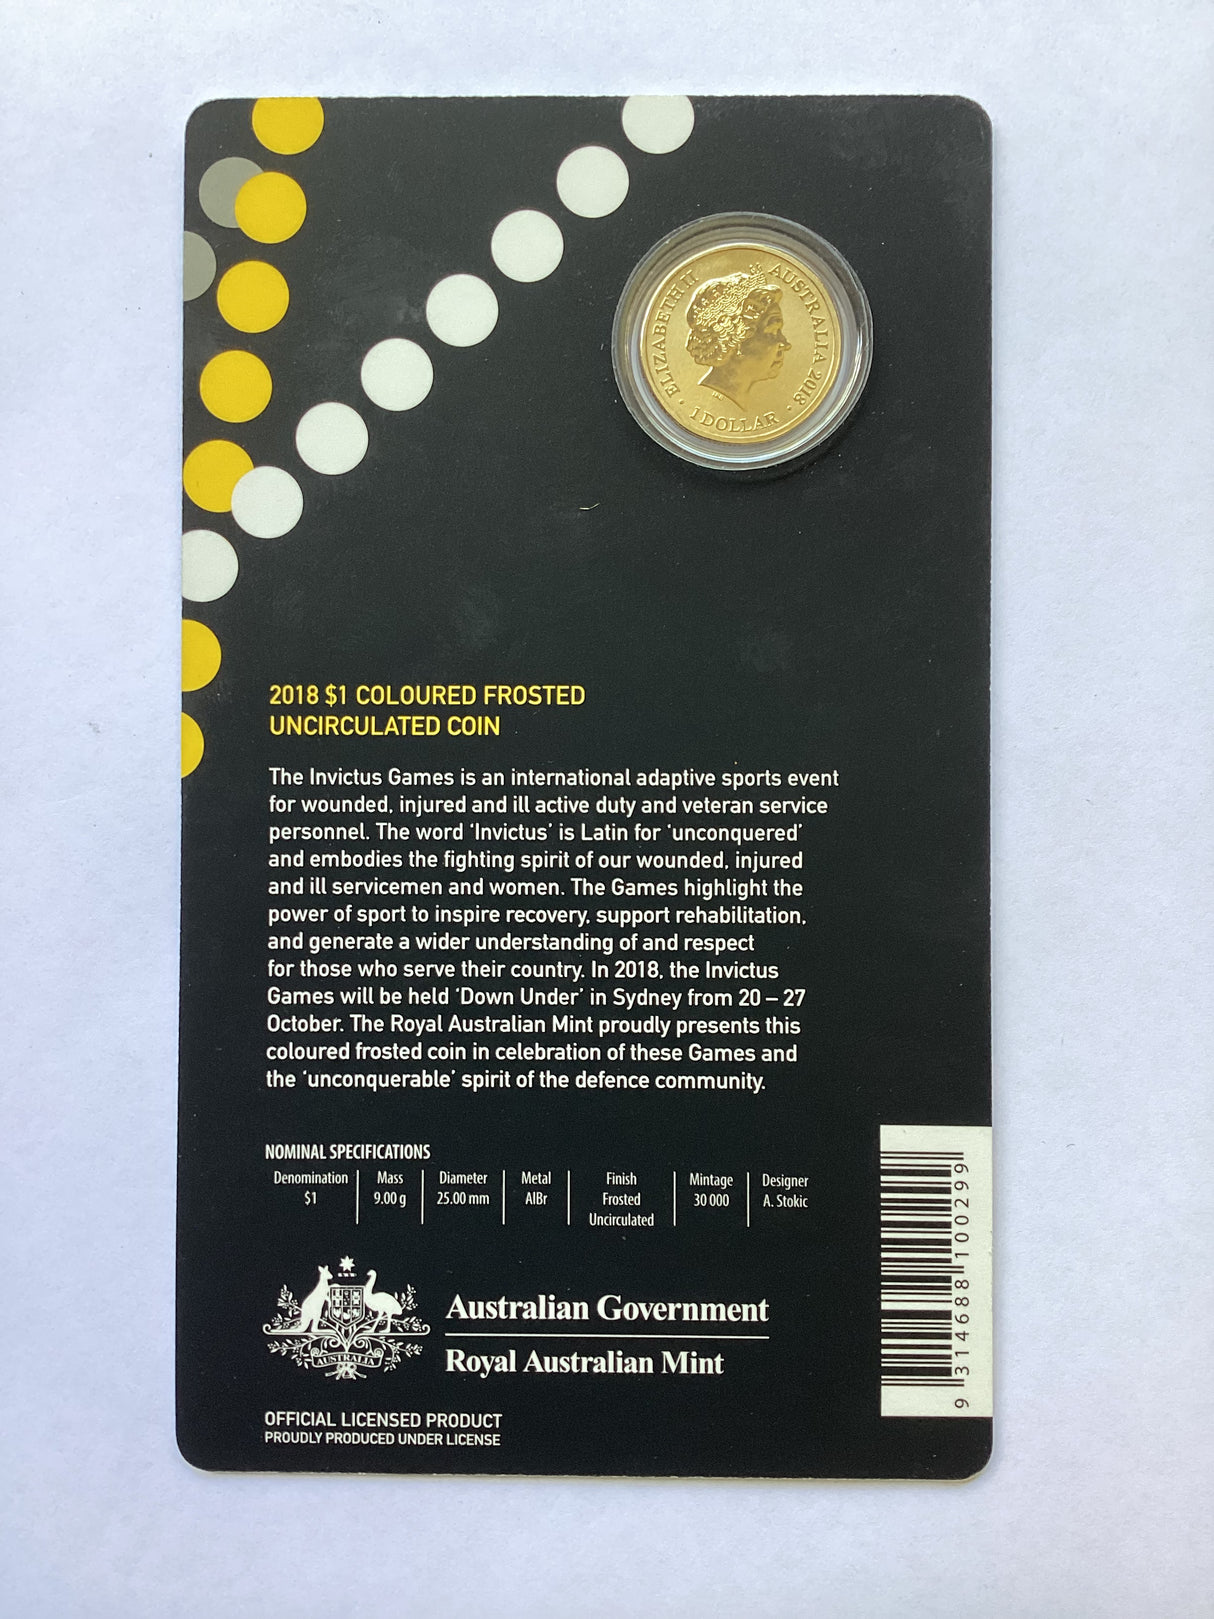 ELIZABETH II
AUSTRALIA 2018
1 DOLLAR
2018 $1 COLOURED FROSTED
UNCIRCULATED COIN
The Invictus Games is an international adaptive sports event
for wounded, injured and ill active duty and veteran service
personnel. The word ‘Invictus’ is Latin for ‘unconquered’
and embodies the fighting spirit of our wounded, injured
and ill servicemen and women. The Games highlight the
power of sport to inspire recovery, support rehabilitation,
and generate a wider understanding of and respect
for those who serve their country. In 2018, the Invictus
Games will be held ‘Down Under’ in Sydney from 20 – 27
October. The Royal Australian Mint proudly presents this
coloured frosted coin in celebration of these Games and
the ‘unconquerable’ spirit of the defence community.
NOMINAL SPECIFICATIONS
Denomination Mass Diameter Metal Finish Mintage Designer
$1 9.00 g 25.00 mm AlBr Frosted 30 000 A. Stokic
Uncirculated
AUSTRALIA
Australian Government
Royal Australian Mint
OFFICIAL LICENSED PRODUCT
PROUDLY PRODUCED UNDER LICENSE
9 314688 100299